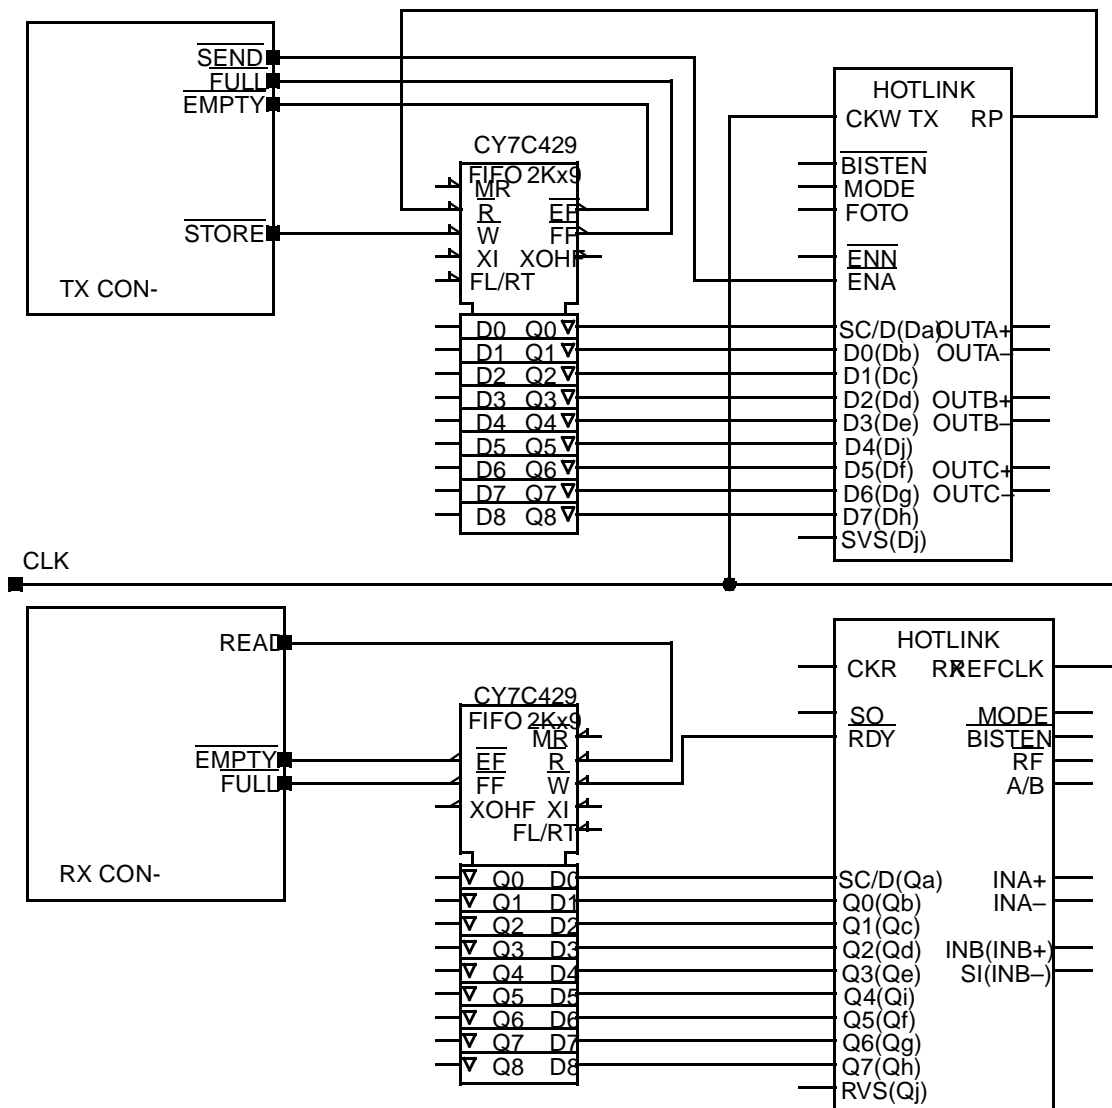 SEND
FULL
EMPTY
STORE
TX CON-
CY7C429
FIFO 2Kx9
MR
R EF
W FF
XI XOHF
FL/RT
D0 Q0
D1 Q1
D2 Q2
D3 Q3
D4 Q4
D5 Q5
D6 Q6
D7 Q7
D8 Q8
HOTLINK
CKW TX RP
BISTEN
MODE
FOTO
ENN
ENA
SC/D(Da) OUTA+
D0(Db) OUTA–
D1(Dc)
D2(Dd) OUTB+
D3(De) OUTB–
D4(Dj)
D5(Df) OUTC+
D6(Dg) OUTC–
D7(Dh)
SVS(Dj)
CLK
READ
EMPTY
FULL
RX CON-
CY7C429
FIFO 2Kx9
MR
EF R
FF W
XOHF XI
FL/RT
Q0 D0
Q1 D1
Q2 D2
Q3 D3
Q4 D4
Q5 D5
Q6 D6
Q7 D7
Q8 D8
HOTLINK
CKR RX REFCLK
SO MODE
RDY BISTEN
RF
A/B
SC/D(Qa) INA+
Q0(Qb) INA–
Q1(Qc)
Q2(Qd) INB(INB+)
Q3(Qe) SI(INB–)
Q4(Qi)
Q5(Qf)
Q6(Qg)
Q7(Qh)
RVS(Qj)